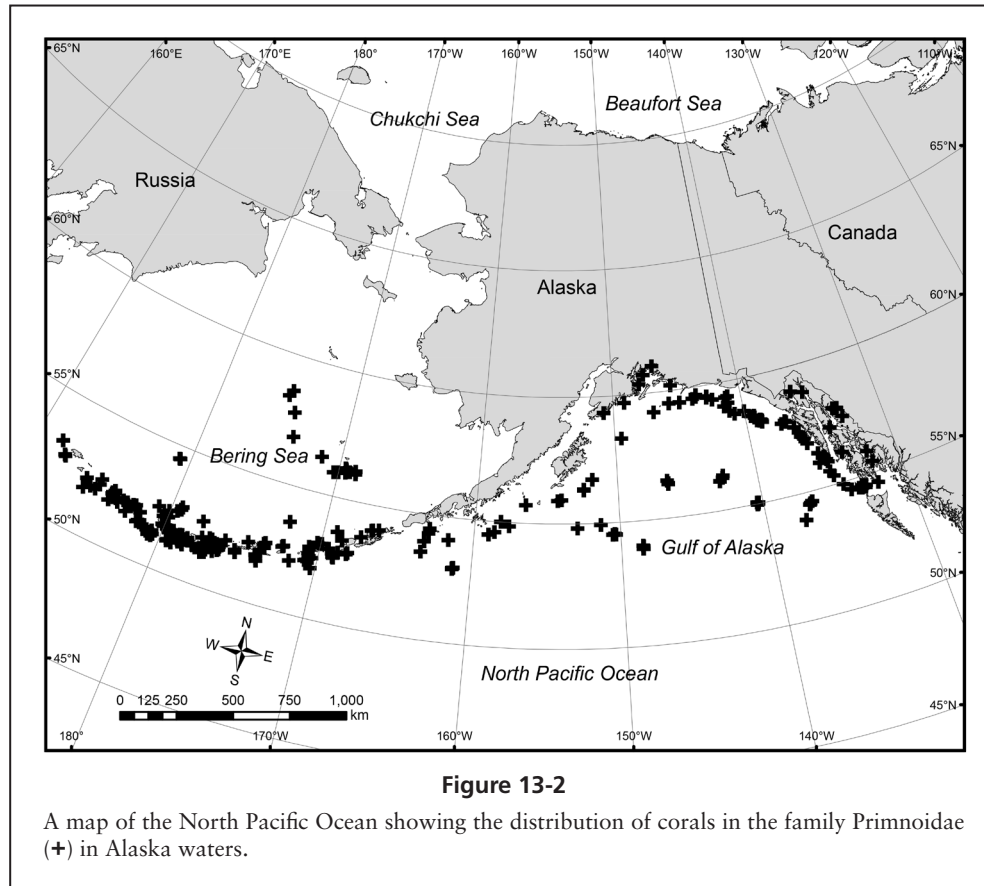 65°N 160°E 170°E 180° 170°W 160°W 150°W 140°W 130°W 120°W 110°W
Chukchi Sea
Beaufort Sea
Russia
65°N
60°N
Canada
Alaska
60°N
55°N
Bering Sea
55°N
50°N
Gulf of Alaska
50°N
N
W E
S
45°N
North Pacific Ocean
0 125 250 500 750 1,000
km
45°N
180° 170°W 160°W 150°W 140°W
Figure 13-2
A map of the North Pacific Ocean showing the distribution of corals in the family Primnoidae
(+) in Alaska waters.